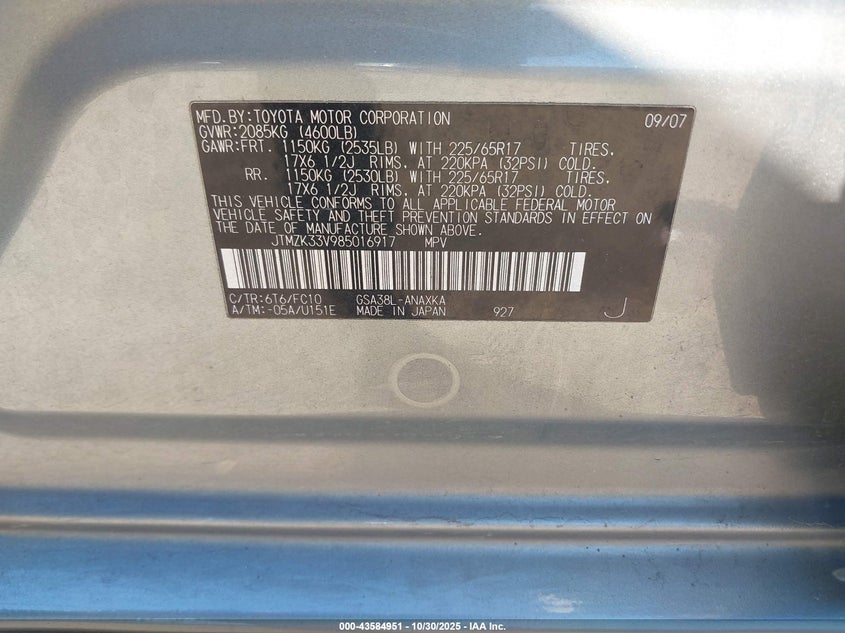 MFD.BY:TOYOTA MOTOR CORPORATION 09/07
GVWR:2085KG (4600LB)
GAWR:FRT. 1150KG (2535LB) WITH 225/65R17 TIRES,
17X6 1/2J RIMS, AT 220KPA (32PSI) COLD.
RR. 1150KG (2530LB) WITH 225/65R17 TIRES,
17X6 1/2J RIMS, AT 220KPA (32PSI) COLD.
THIS VEHICLE CONFORMS TO ALL APPLICABLE FEDERAL MOTOR
VEHICLE SAFETY AND THEFT PREVENTION STANDARDS IN EFFECT ON
THE DATE OF MANUFACTURE SHOWN ABOVE.
JTMZK33V985016917 MPV
C/TR:6T6/FC10 GSA38L-ANAXKA
A/TM:-05A/U151E MADE IN JAPAN 927 J
000-43584951 - 10/30/2025 - IAA Inc.